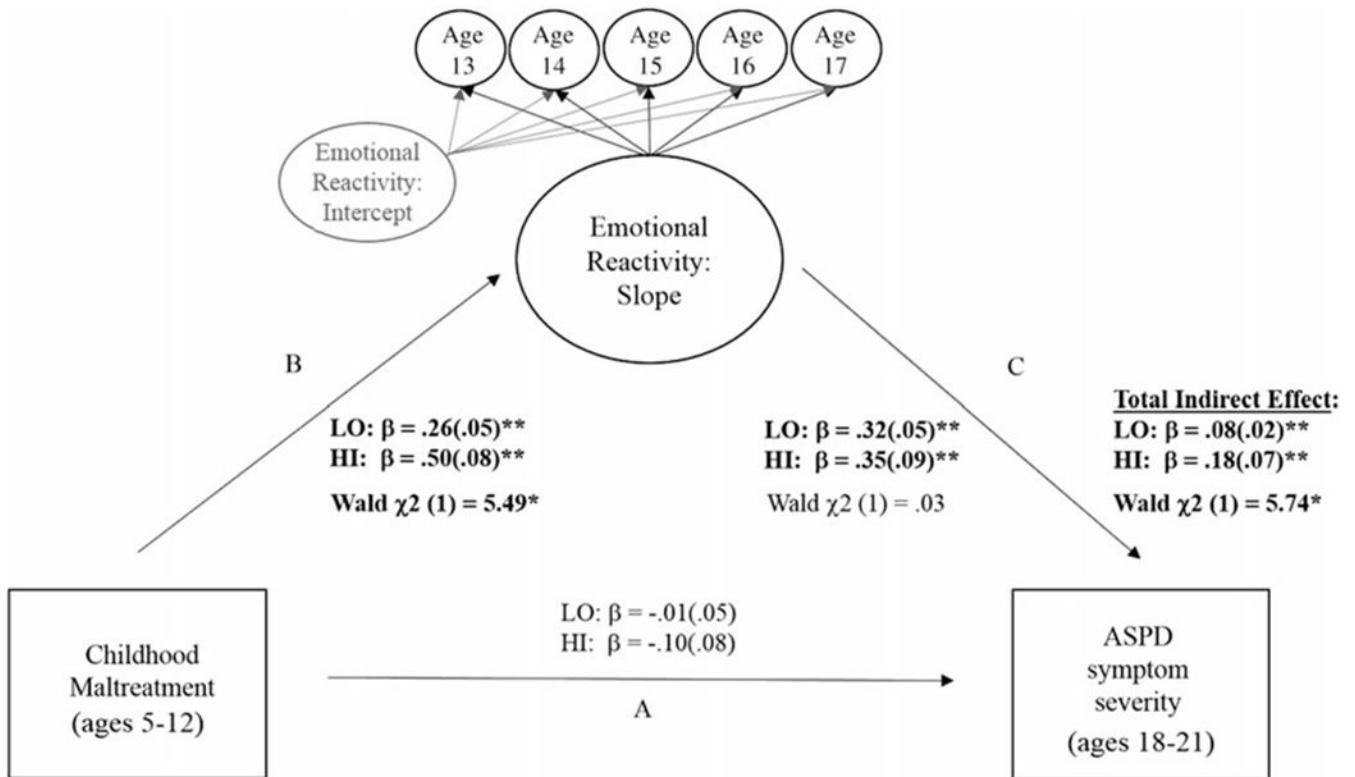 Age
13
Age
14
Age
15
Age
16
Age
17
Emotional
Reactivity:
Intercept
Emotional
Reactivity:
Slope
B
C
LO: β = .26(.05)**
HI: β = .50(.08)**
Wald χ2 (1) = 5.49*
LO: β = .32(.05)**
HI: β = .35(.09)**
Wald χ2 (1) = .03
Total Indirect Effect:
LO: β = .08(.02)**
HI: β = .18(.07)**
Wald χ2 (1) = 5.74*
Childhood
Maltreatment
(ages 5-12)
LO: β = -.01(.05)
HI: β = -.10(.08)
A
ASPD
symptom
severity
(ages 18-21)